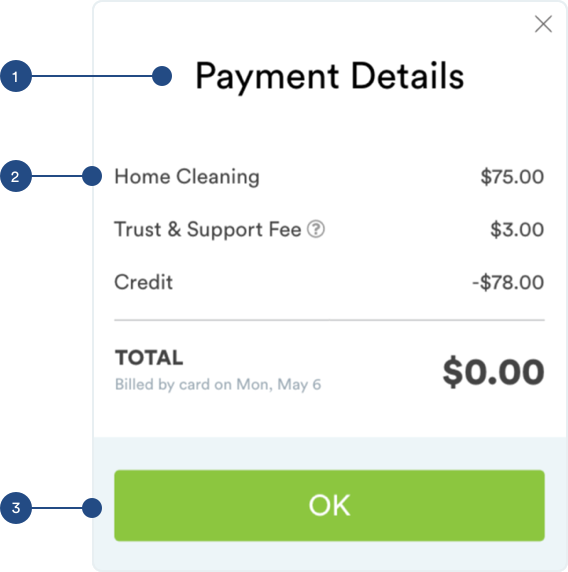 1
Payment Details
2
Home Cleaning $75.00
Trust & Support Fee ? $3.00
Credit -$78.00
TOTAL $0.00
Billed by card on Mon, May 6
3
OK